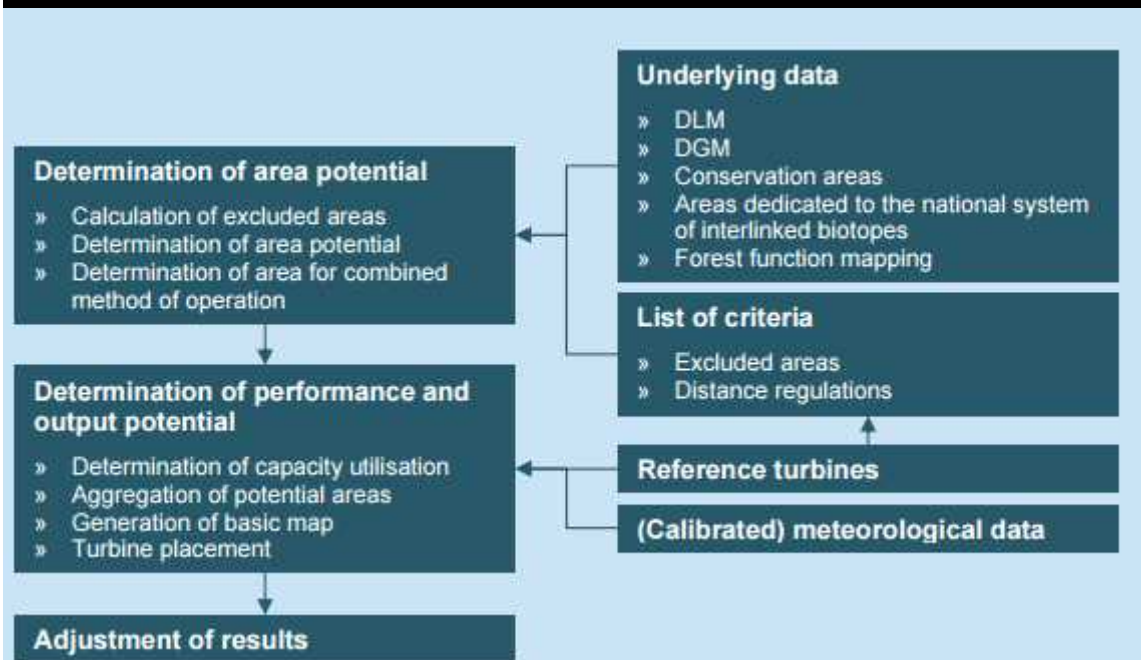 Determination of area potential
» Calculation of excluded areas
» Determination of area potential
» Determination of area for combined
method of operation
Determination of performance and
output potential
» Determination of capacity utilisation
» Aggregation of potential areas
» Generation of basic map
» Turbine placement
Adjustment of results
Underlying data
» DLM
» DGM
» Conservation areas
» Areas dedicated to the national system
of interlinked biotopes
» Forest function mapping
List of criteria
» Excluded areas
» Distance regulations
Reference turbines
(Calibrated) meteorological data